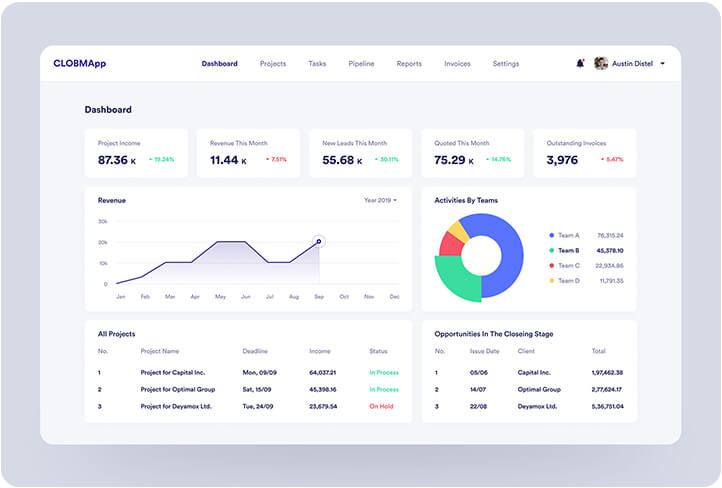 CLOBMApp Dashboard Projects Tasks Pipeline Reports Invoices Settings Austin Distel
Dashboard
Project Income
87.36 K 19.24%
Revenue This Month
11.44 K 7.51%
New Leads This Month
55.68 K 30.11%
Quoted This Month
75.29 K 14.76%
Outstanding Invoices
3,976 5.47%
Revenue Year 2019
30k
20k
10k
0
Jan Feb Mar Apr May Jun Jul Aug Sep Oct Nov Dec
Activities By Teams
Team A 76,315.24
Team B 45,378.10
Team C 22,934.86
Team D 11,791.35
All Projects
No. Project Name Deadline Income Status
1 Project for Capital Inc. Mon, 09/09 64,037.21 In Process
2 Project for Optimal Group Sat, 15/09 45,398.16 In Process
3 Project for Deyamox Ltd. Tue, 24/09 23,679.54 On Hold
Opportunities In The Closeing Stage
No. Issue Date Client Total
1 05/06 Capital Inc. 1,97,462.38
2 14/07 Optimal Group 2,77,624.17
3 22/08 Deyamox Ltd. 5,36,751.04